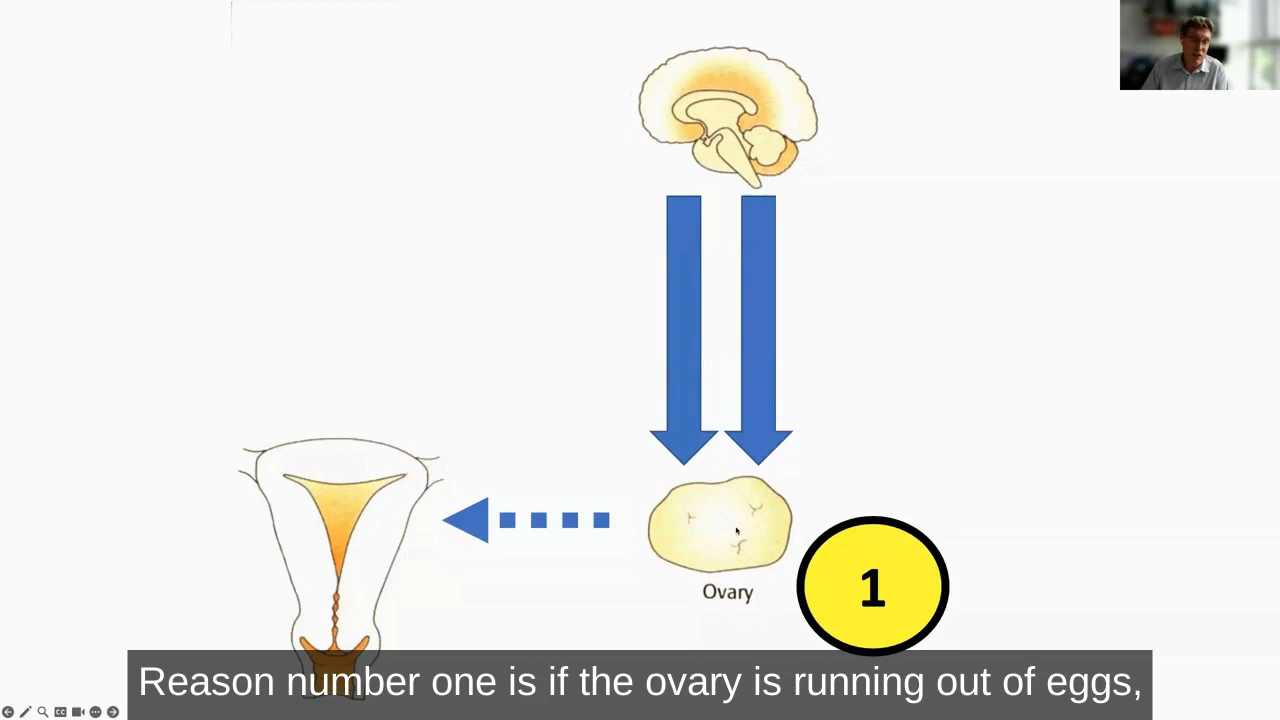 Ovary
1
Reason number one is if the ovary is running out of eggs,